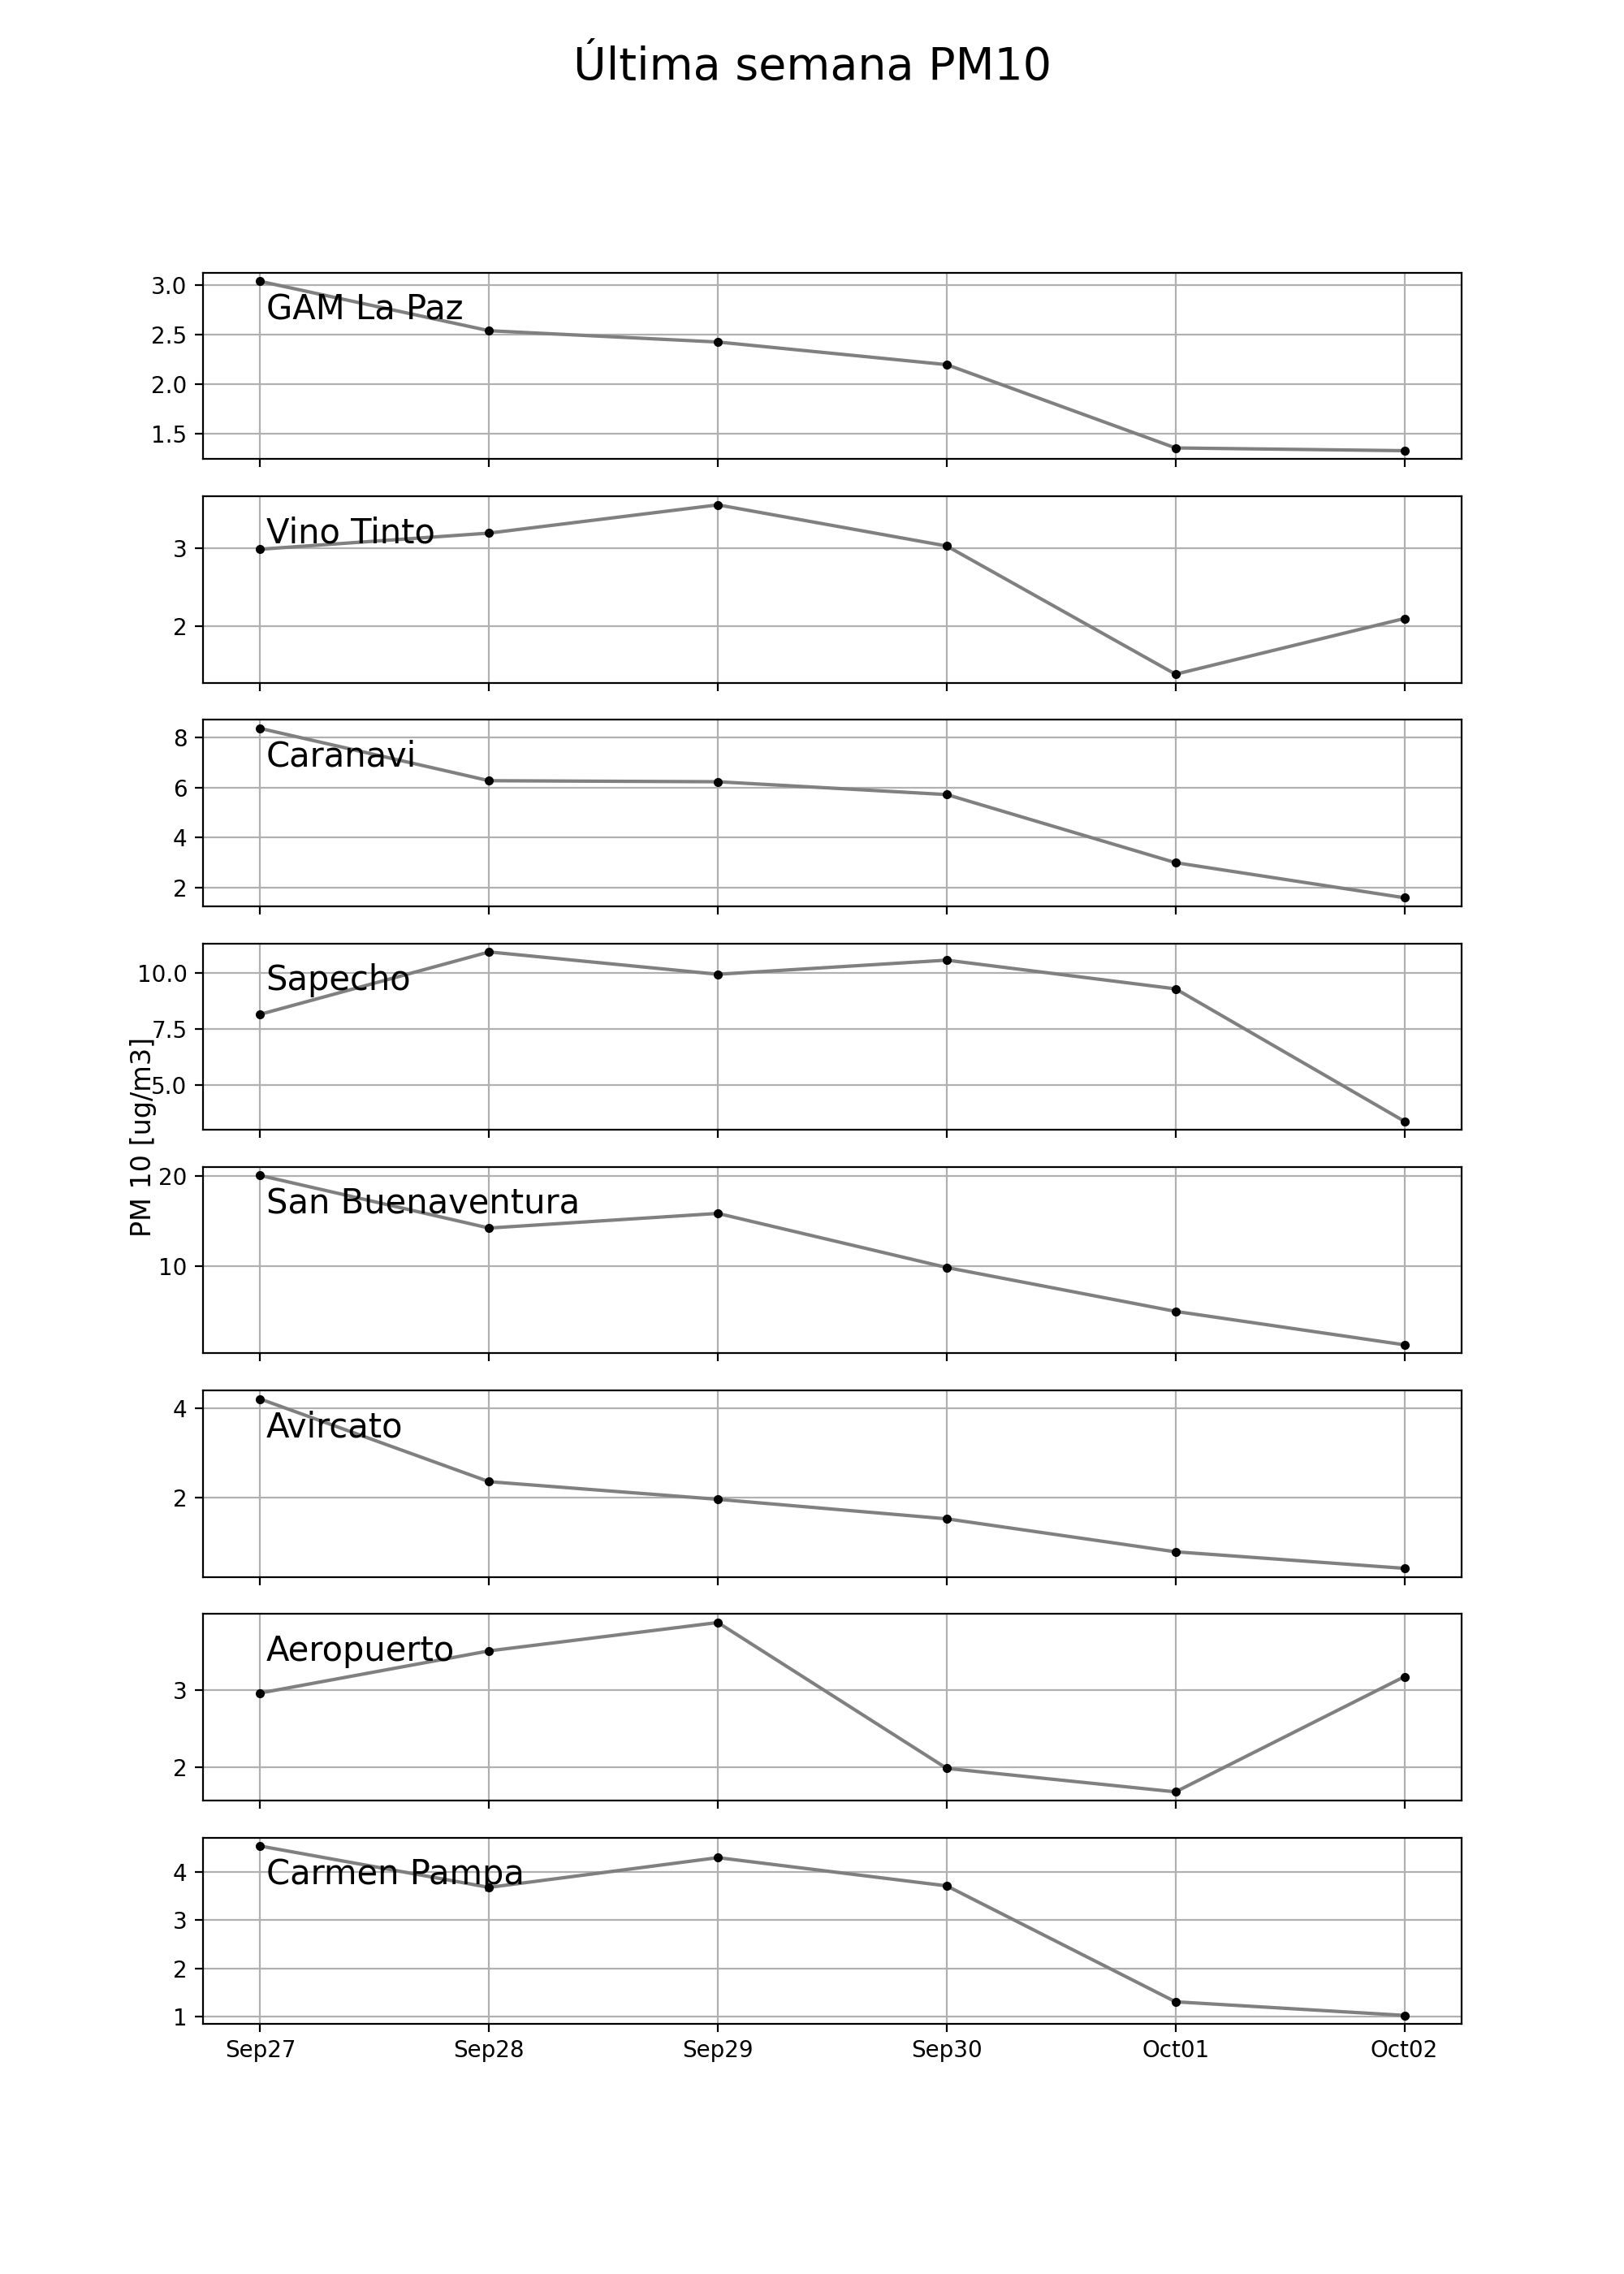 Última semana PM10
GAM La Paz
3.0
2.5
2.0
1.5
Vino Tinto
3
2
Caranavi
8
6
4
2
Sapecho
10.0
7.5
5.0
PM 10 [ug/m3]
San Buenaventura
20
10
Avircato
4
2
Aeropuerto
3
2
Carmen Pampa
4
3
2
1
Sep27 Sep28 Sep29 Sep30 Oct01 Oct02